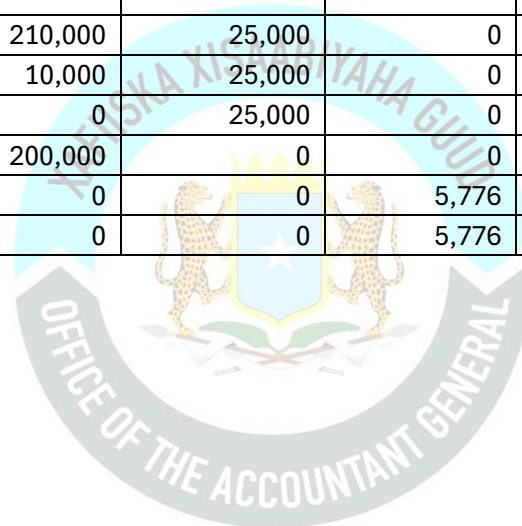 210,000 25,000 0
10,000 25,000 0
0 25,000 0
200,000 0 0
0 0 5,776
0 0 5,776
XAFIISKA XISAABIYAHA GUUD
OFFICE OF THE ACCOUNTANT GENERAL